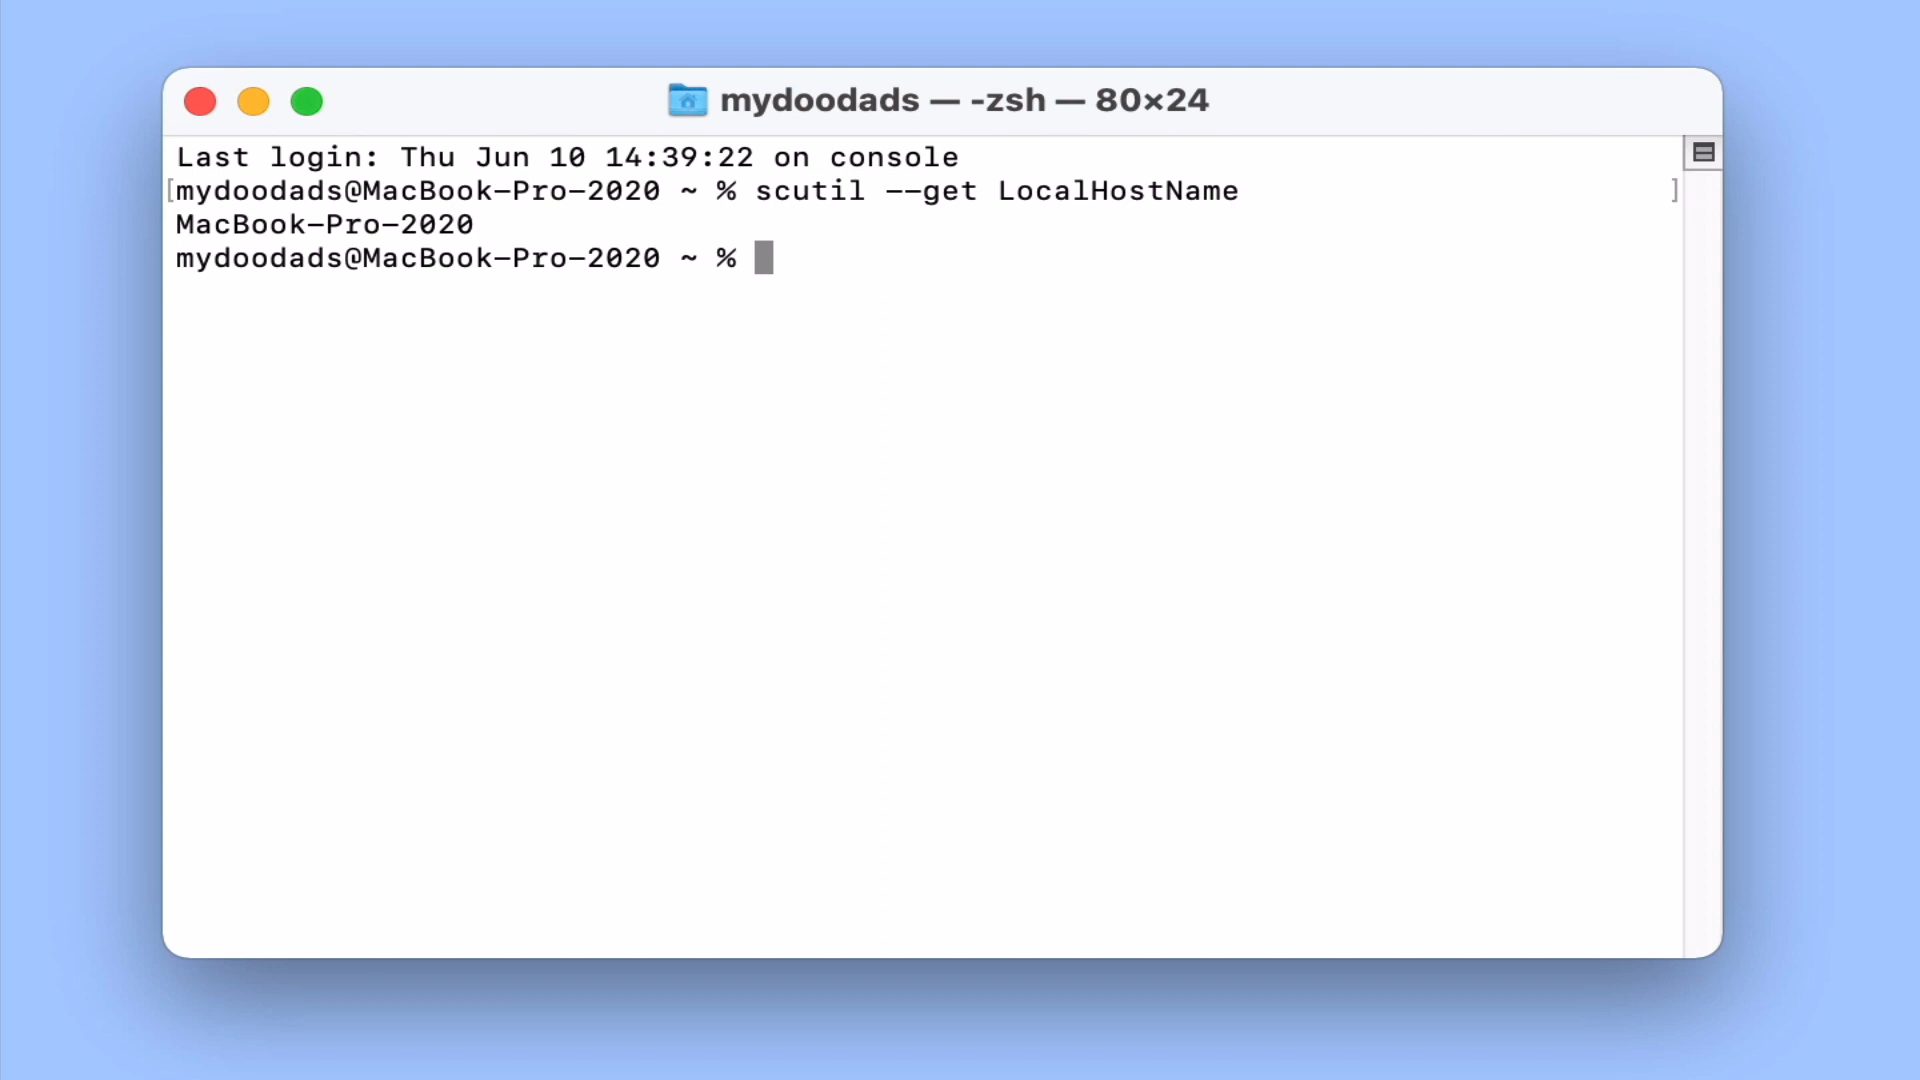 mydoodads — -zsh — 80×24
Last login: Thu Jun 10 14:39:22 on console
[mydoodads@MacBook-Pro-2020 ~ % scutil --get LocalHostName ]
MacBook-Pro-2020
mydoodads@MacBook-Pro-2020 ~ %